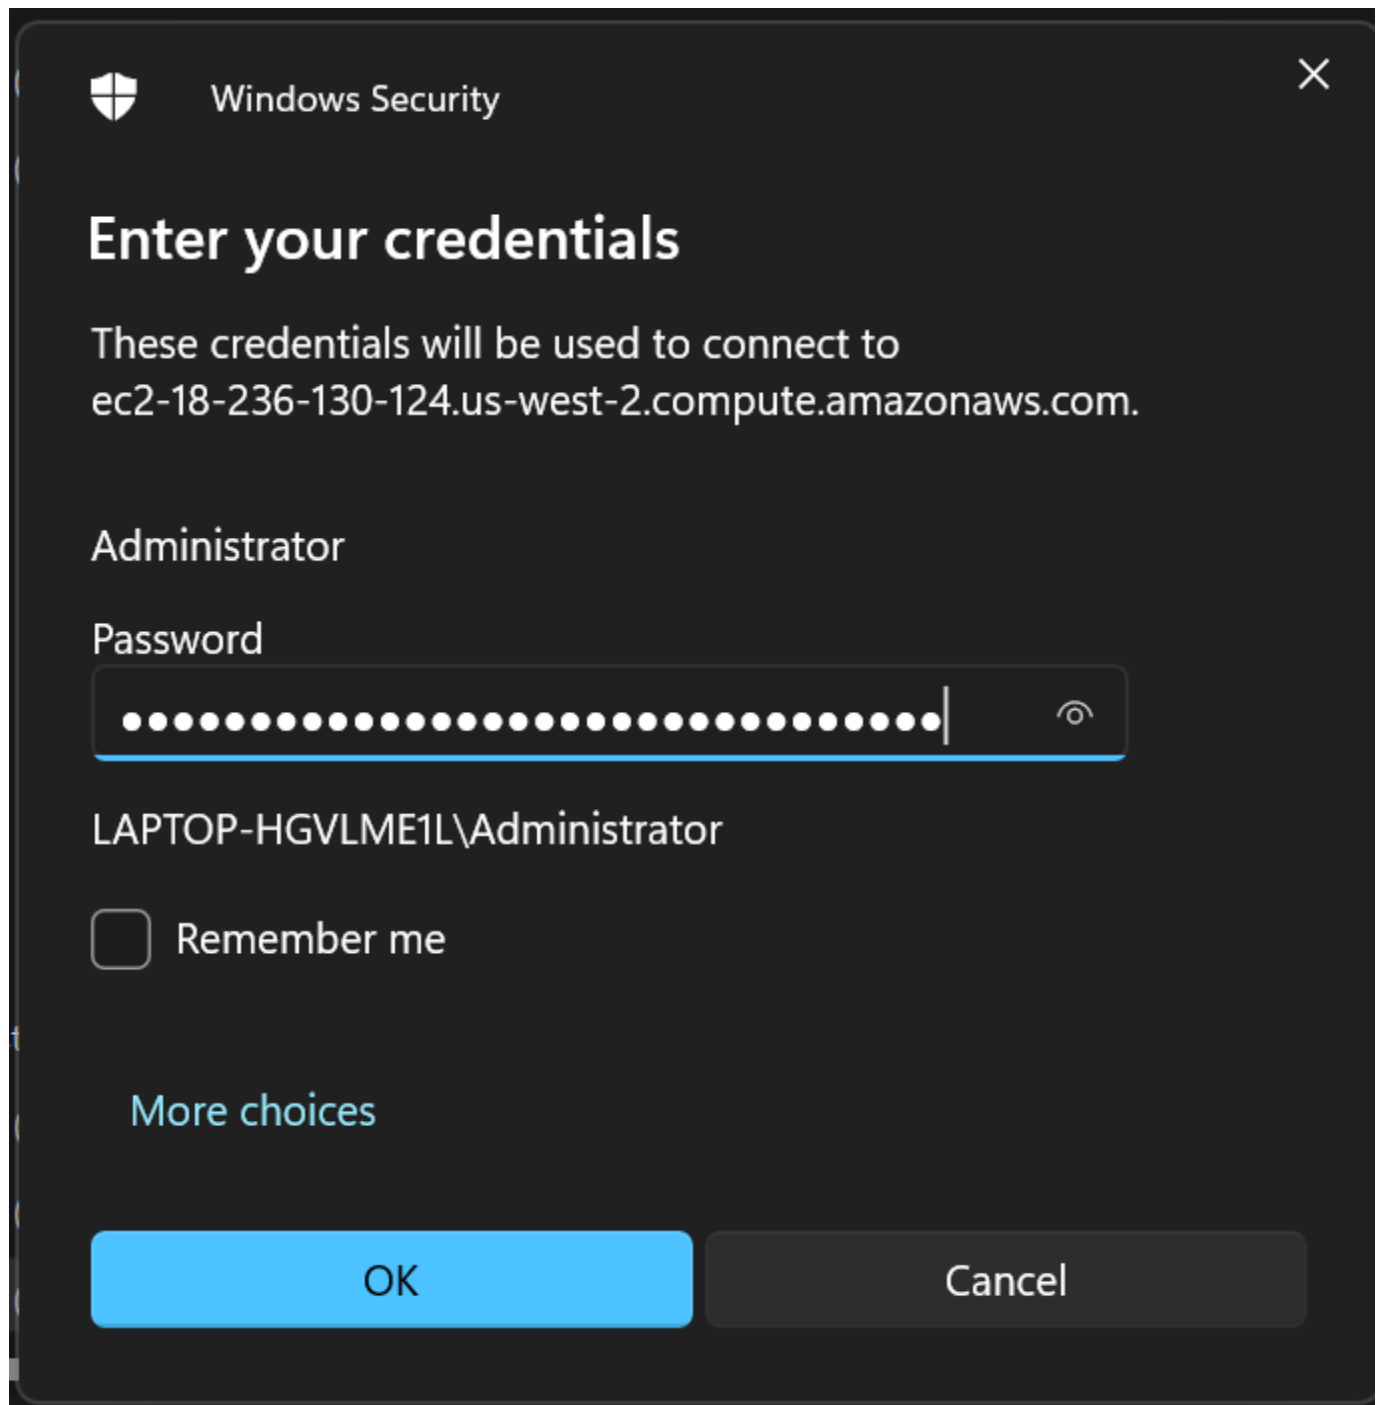 Windows Security
Enter your credentials
These credentials will be used to connect to
ec2-18-236-130-124.us-west-2.compute.amazonaws.com.
Administrator
Password
LAPTOP-HGVLME1L\Administrator
Remember me
More choices
OK
Cancel